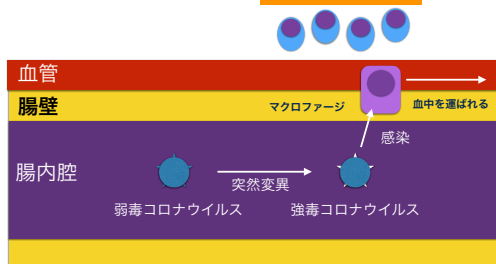 血管
腸壁
マクロファージ
血中を運ばれる
感染
腸内腔
突然変異
弱毒コロナウイルス
強毒コロナウイルス